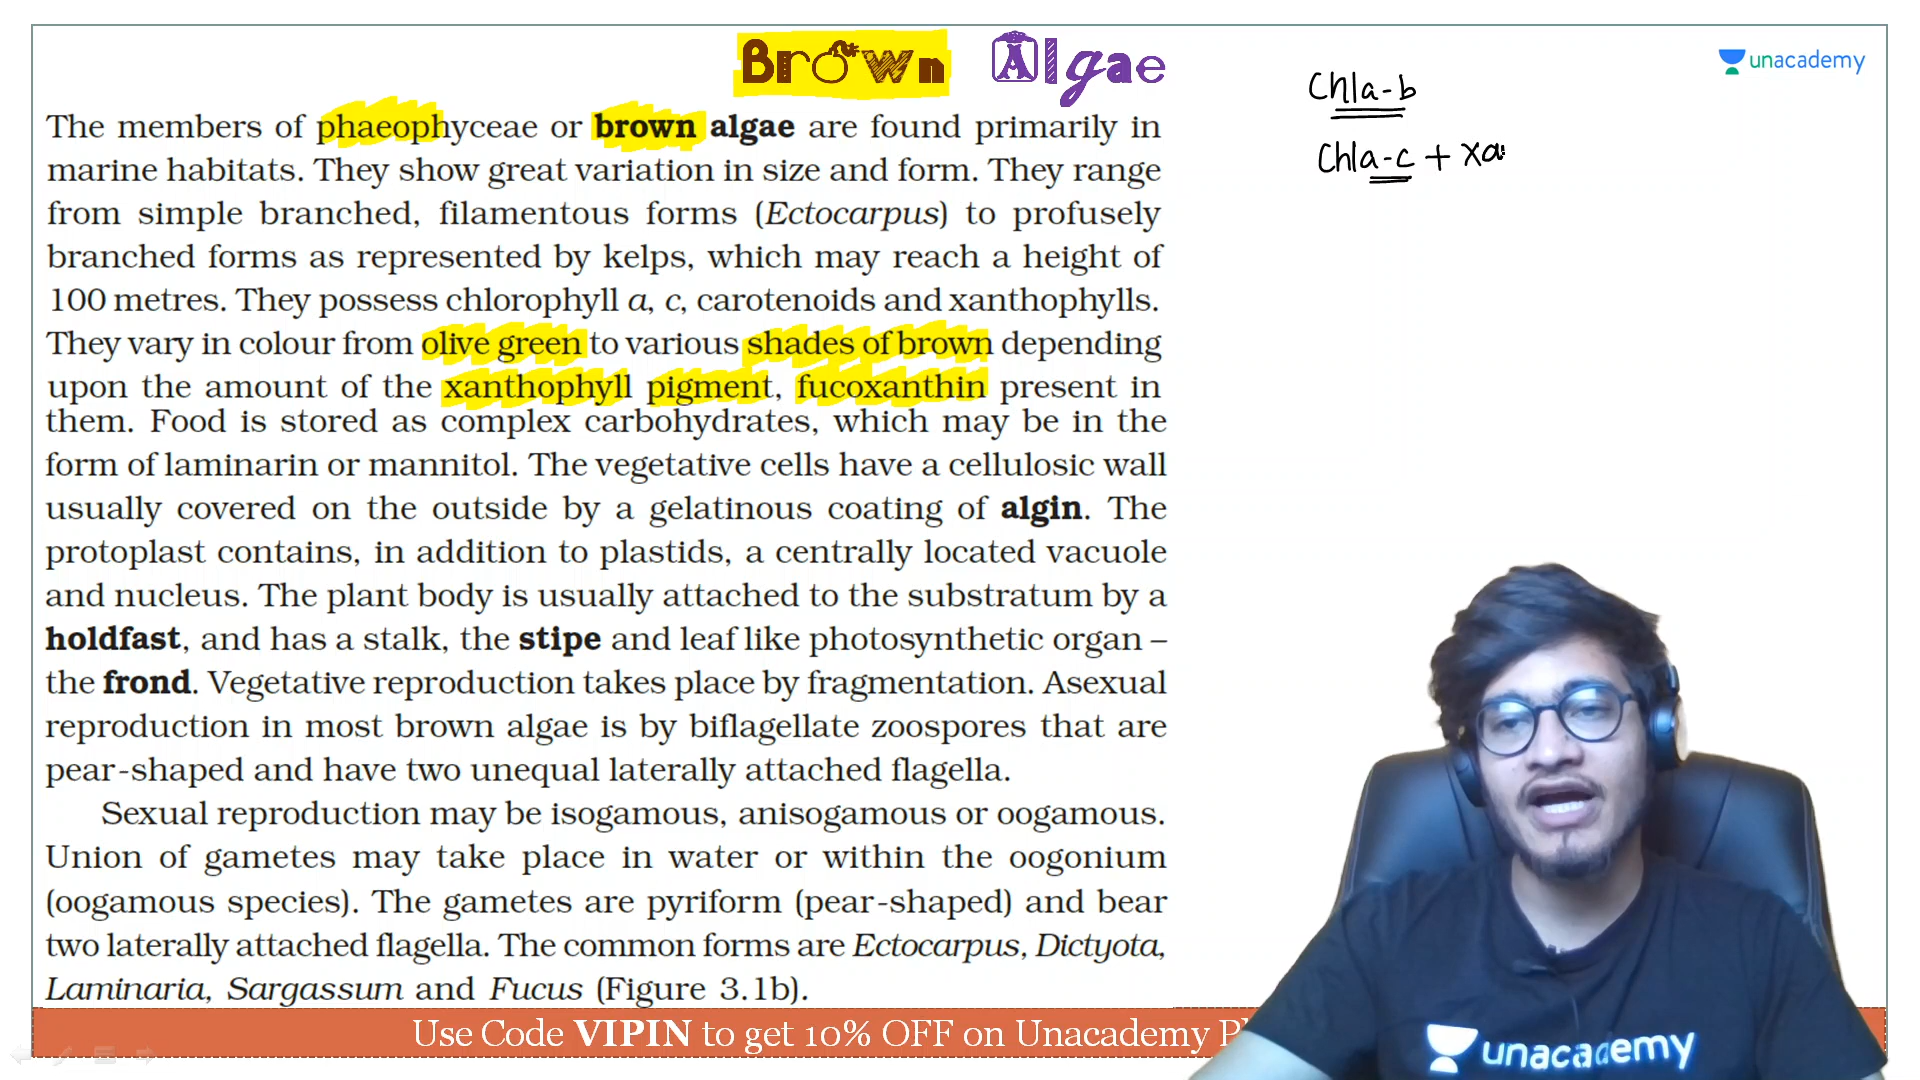 Brown Algae
unacademy
Chla-b
Chla-c + xa
The members of phaeophyceae or brown algae are found primarily in
marine habitats. They show great variation in size and form. They range
from simple branched, filamentous forms (Ectocarpus) to profusely
branched forms as represented by kelps, which may reach a height of
100 metres. They possess chlorophyll a, c, carotenoids and xanthophylls.
They vary in colour from olive green to various shades of brown depending
upon the amount of the xanthophyll pigment, fucoxanthin present in
them. Food is stored as complex carbohydrates, which may be in the
form of laminarin or mannitol. The vegetative cells have a cellulosic wall
usually covered on the outside by a gelatinous coating of algin. The
protoplast contains, in addition to plastids, a centrally located vacuole
and nucleus. The plant body is usually attached to the substratum by a
holdfast, and has a stalk, the stipe and leaf like photosynthetic organ –
the frond. Vegetative reproduction takes place by fragmentation. Asexual
reproduction in most brown algae is by biflagellate zoospores that are
pear-shaped and have two unequal laterally attached flagella.
Sexual reproduction may be isogamous, anisogamous or oogamous.
Union of gametes may take place in water or within the oogonium
(oogamous species). The gametes are pyriform (pear-shaped) and bear
two laterally attached flagella. The common forms are Ectocarpus, Dictyota,
Laminaria, Sargassum and Fucus (Figure 3.1b).
Use Code VIPIN to get 10% OFF on Unacademy
unacademy